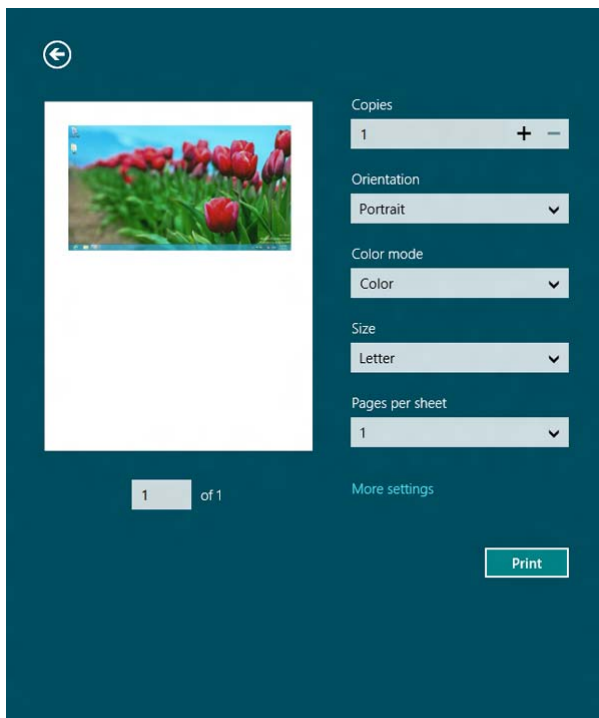 Copies
1
Orientation
Portrait
Color mode
Color
Size
Letter
Pages per sheet
1
1 of 1
More settings
Print